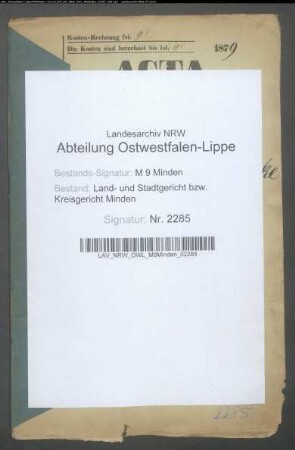 Kosten-Rechnung fol.
Die Kosten sind berechnet bis fol.
1879
ACTA
Landesarchiv NRW
Abteilung Ostwestfalen-Lippe
Bestands-Signatur: M 9 Minden
Bestand: Land- und Stadtgericht bzw.
Kreisgericht Minden
Signatur: Nr. 2285
LAV_NRW_OWL_M9Minden_02285
2285